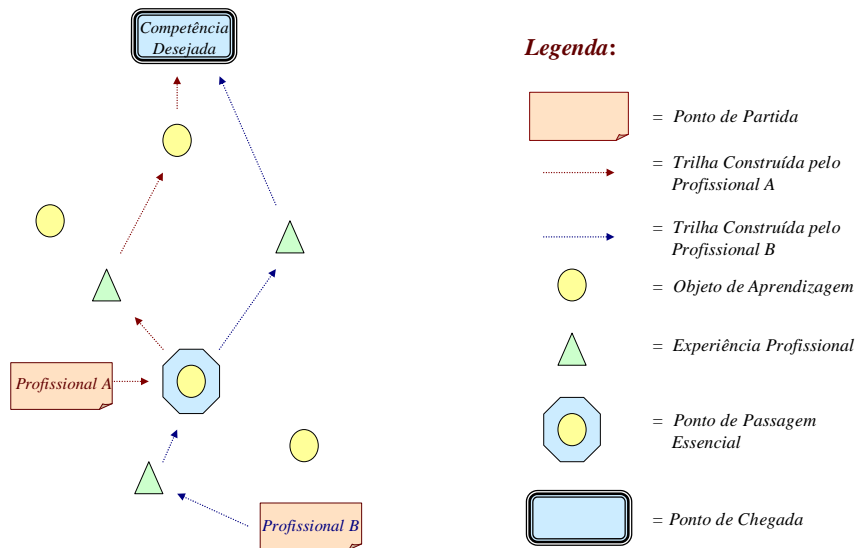 Competência
Desejada
Profissional A
Profissional B
Legenda:
= Ponto de Partida
= Trilha Construída pelo
Profissional A
= Trilha Construída pelo
Profissional B
= Objeto de Aprendizagem
= Experiência Profissional
= Ponto de Passagem
Essencial
= Ponto de Chegada